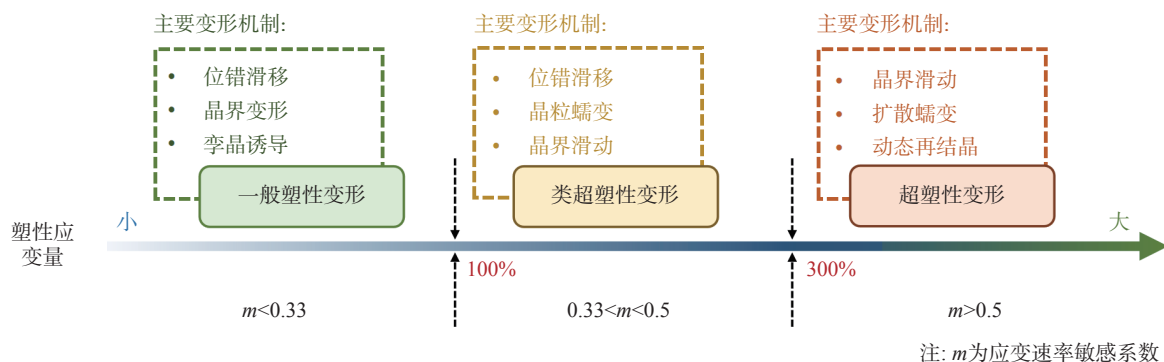 主要变形机制:
• 位错滑移
• 晶界变形
• 孪晶诱导
一般塑性变形
主要变形机制:
• 位错滑移
• 晶粒蠕变
• 晶界滑动
类超塑性变形
主要变形机制:
• 晶界滑动
• 扩散蠕变
• 动态再结晶
超塑性变形
塑性应
变量
小
大
100%
300%
m<0.33
0.33<m<0.5
m>0.5
注: m为应变速率敏感系数